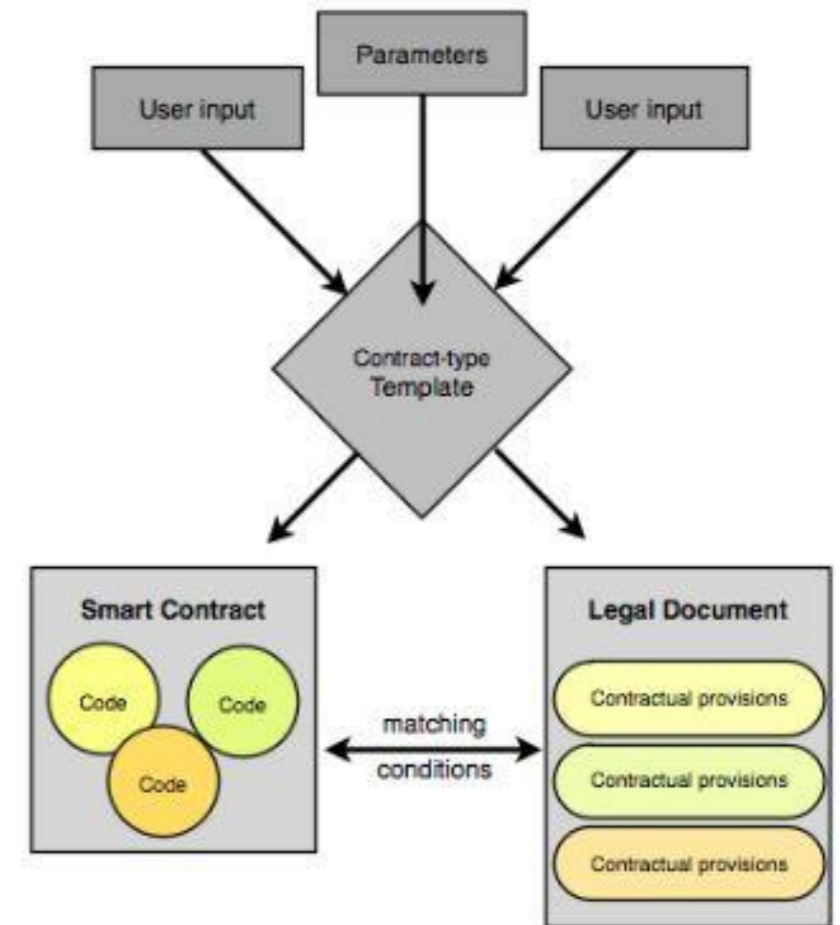 Parameters
User input
User input
Contract-type
Template
Smart Contract
Code
Code
Code
matching
conditions
Legal Document
Contractual provisions
Contractual provisions
Contractual provisions